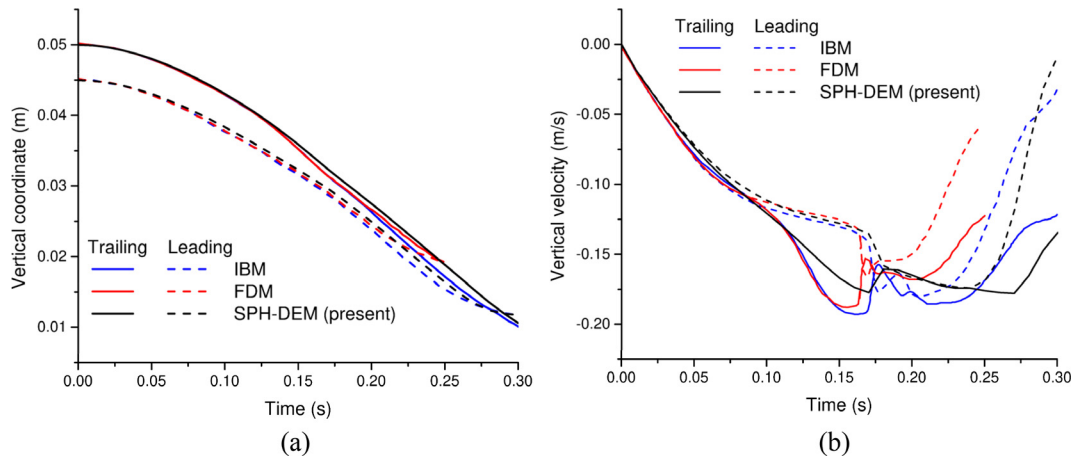 0.05
0.04
0.03
0.02
0.01
Vertical coordinate (m)
Trailing Leading
IBM
FDM
SPH-DEM (present)
0.00 0.05 0.10 0.15 0.20 0.25 0.30
Time (s)
(a)
0.00
-0.05
-0.10
-0.15
-0.20
Vertical velocity (m/s)
Trailing Leading
IBM
FDM
SPH-DEM (present)
0.00 0.05 0.10 0.15 0.20 0.25 0.30
Time (s)
(b)